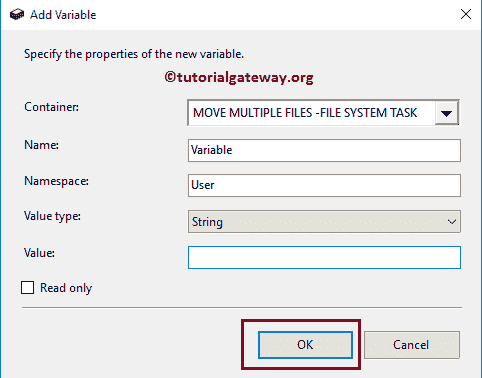 Add Variable
Specify the properties of the new variable.
©tutorialgateway.org
Container: MOVE MULTIPLE FILES -FILE SYSTEM TASK
Name: Variable
Namespace: User
Value type: String
Value:
Read only
OK Cancel